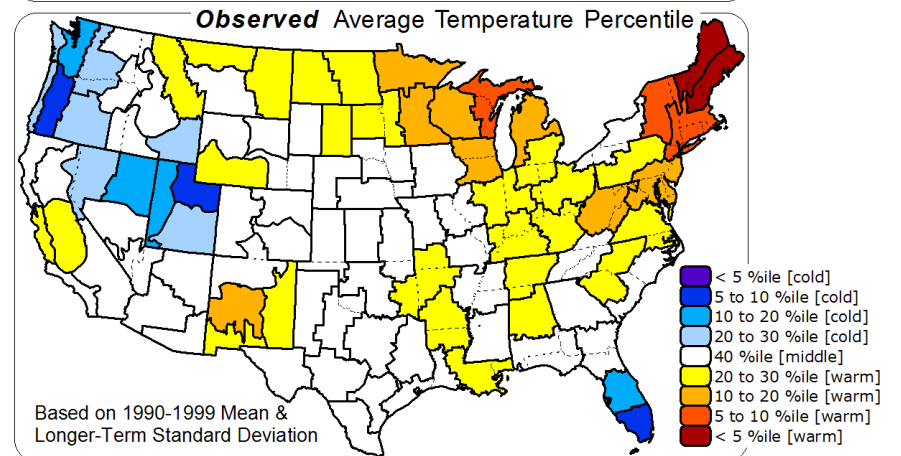 Observed Average Temperature Percentile
< 5 %ile [cold]
5 to 10 %ile [cold]
10 to 20 %ile [cold]
20 to 30 %ile [cold]
40 %ile [middle]
20 to 30 %ile [warm]
10 to 20 %ile [warm]
5 to 10 %ile [warm]
< 5 %ile [warm]
Based on 1990-1999 Mean &
Longer-Term Standard Deviation